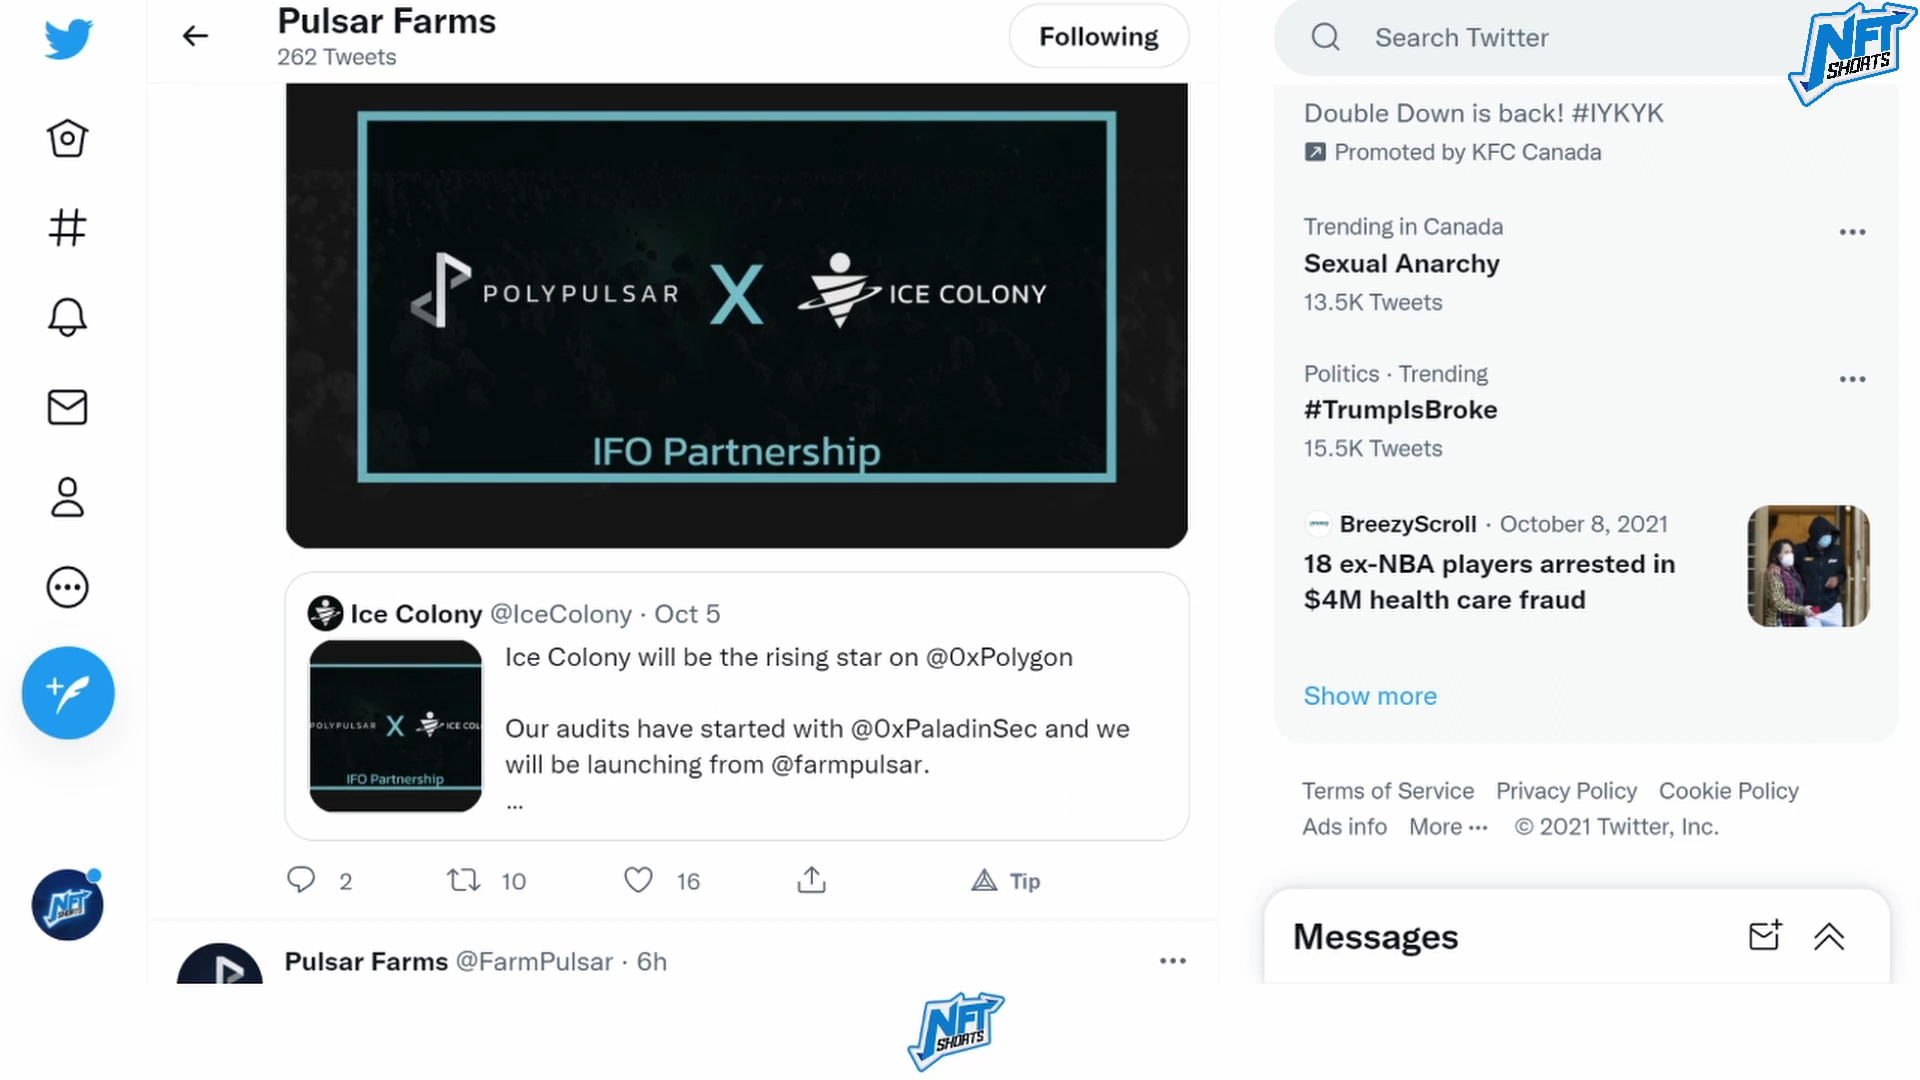 Pulsar Farms
262 Tweets
Following
POLYPULSAR X ICE COLONY
IFO Partnership
Ice Colony @IceColony · Oct 5
POLYPULSAR X ICE COL
IFO Partnership
Ice Colony will be the rising star on @0xPolygon
Our audits have started with @0xPaladinSec and we
will be launching from @farmpulsar.
...
2
10
16
Tip
Pulsar Farms @FarmPulsar · 6h
Search Twitter
NFT
SHORTS
Double Down is back! #IYKYK
Promoted by KFC Canada
Trending in Canada
Sexual Anarchy
13.5K Tweets
Politics · Trending
#TrumpIsBroke
15.5K Tweets
BreezyScroll · October 8, 2021
18 ex-NBA players arrested in
$4M health care fraud
Show more
Terms of Service Privacy Policy Cookie Policy
Ads info More ··· © 2021 Twitter, Inc.
Messages
NFT
SHORTS
NFT
SHORTS